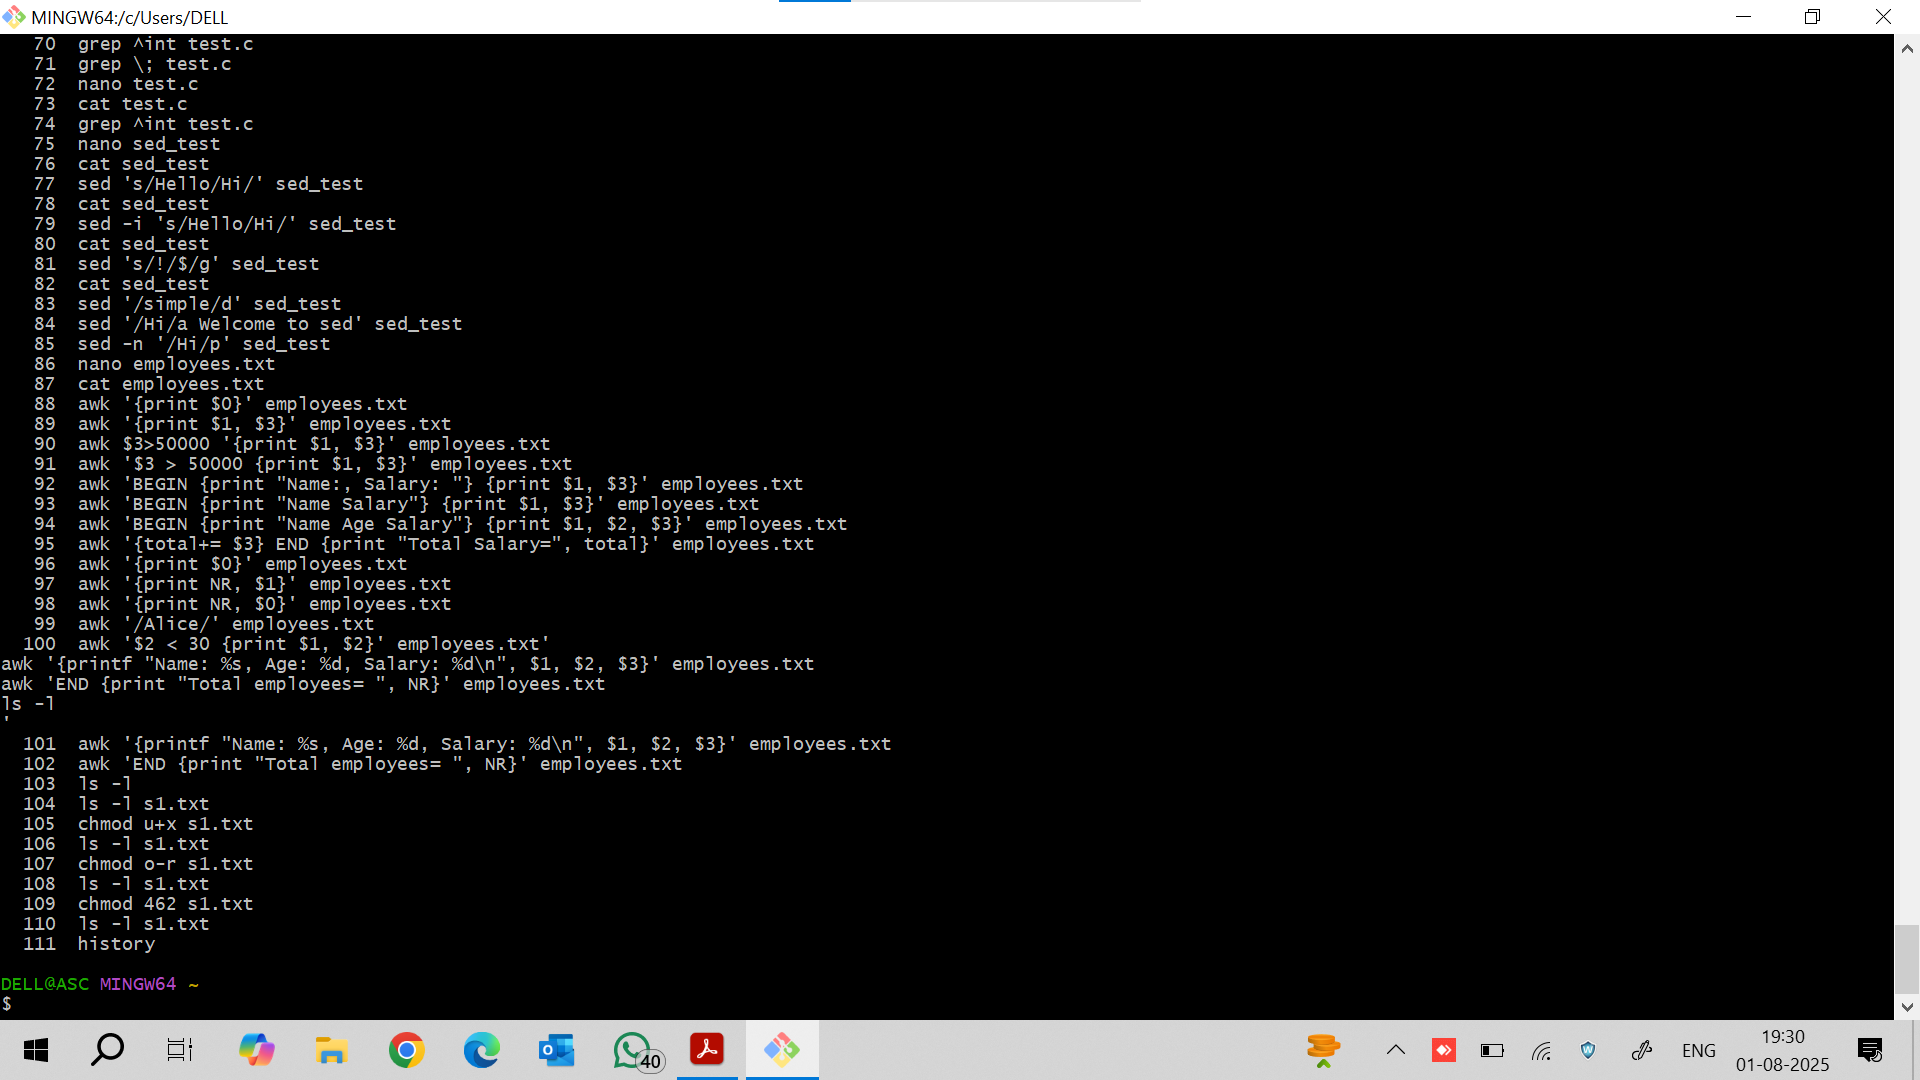 MINGW64:/c/Users/DELL
70  grep ^int test.c
71  grep \; test.c
72  nano test.c
73  cat test.c
74  grep ^int test.c
75  nano sed_test
76  cat sed_test
77  sed 's/Hello/Hi/' sed_test
78  cat sed_test
79  sed -i 's/Hello/Hi/' sed_test
80  cat sed_test
81  sed 's/!/$/g' sed_test
82  cat sed_test
83  sed '/simple/d' sed_test
84  sed '/Hi/a Welcome to sed' sed_test
85  sed -n '/Hi/p' sed_test
86  nano employees.txt
87  cat employees.txt
88  awk '{print $0}' employees.txt
89  awk '{print $1, $3}' employees.txt
90  awk $3>50000 '{print $1, $3}' employees.txt
91  awk '$3 > 50000 {print $1, $3}' employees.txt
92  awk 'BEGIN {print "Name:, Salary: "} {print $1, $3}' employees.txt
93  awk 'BEGIN {print "Name Salary"} {print $1, $3}' employees.txt
94  awk 'BEGIN {print "Name Age Salary"} {print $1, $2, $3}' employees.txt
95  awk '{total+= $3} END {print "Total Salary=", total}' employees.txt
96  awk '{print $0}' employees.txt
97  awk '{print NR, $1}' employees.txt
98  awk '{print NR, $0}' employees.txt
99  awk '/Alice/' employees.txt
100  awk '$2 < 30 {print $1, $2}' employees.txt'
awk '{printf "Name: %s, Age: %d, Salary: %d\n", $1, $2, $3}' employees.txt
awk 'END {print "Total employees= ", NR}' employees.txt
ls -l
'
101  awk '{printf "Name: %s, Age: %d, Salary: %d\n", $1, $2, $3}' employees.txt
102  awk 'END {print "Total employees= ", NR}' employees.txt
103  ls -l
104  ls -l s1.txt
105  chmod u+x s1.txt
106  ls -l s1.txt
107  chmod o-r s1.txt
108  ls -l s1.txt
109  chmod 462 s1.txt
110  ls -l s1.txt
111  history
DELL@ASC MINGW64 ~
$
40
ENG
19:30
01-08-2025